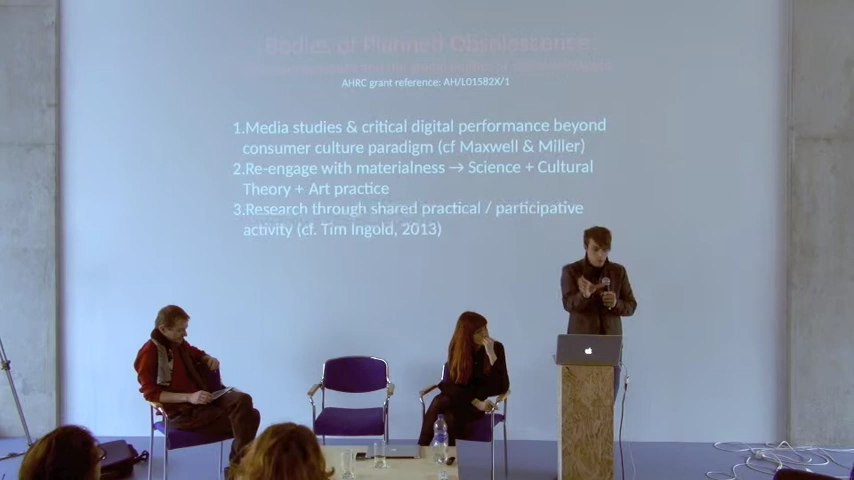 Bodies of Planned Obsolescence:
AHRC grant reference: AH/L01582X/1
1.Media studies & critical digital performance beyond
consumer culture paradigm (cf Maxwell & Miller)
2.Re-engage with materialness → Science + Cultural
Theory + Art practice
3.Research through shared practical / participative
activity (cf. Tim Ingold, 2013)